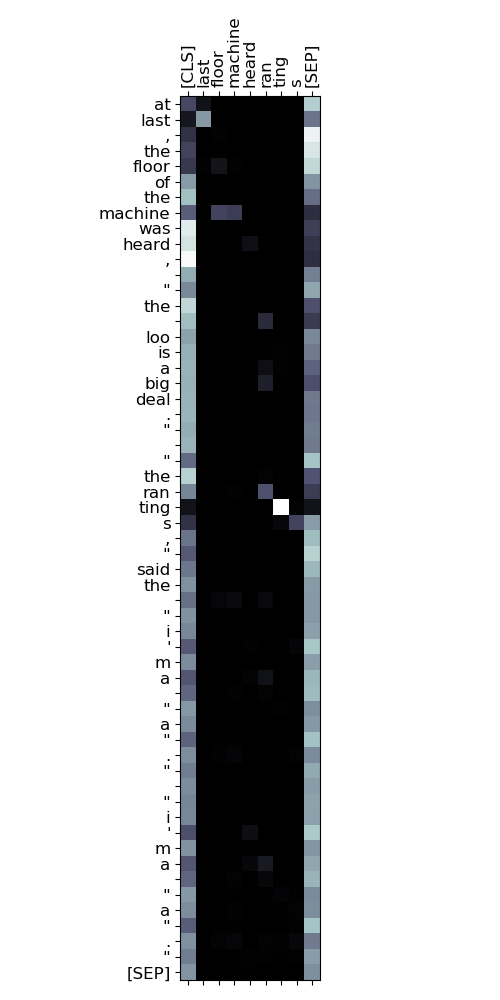 [CLS]
last
floor
machine
heard
ran
ting
s
[SEP]
at
last
,
the
floor
of
the
machine
was
heard
,
"
the
loo
is
a
big
deal
.
"
"
the
ran
ting
s
,
"
said
the
"
i
'
m
a
"
a
"
.
"
"
i
'
m
a
"
a
"
.
"
[SEP]